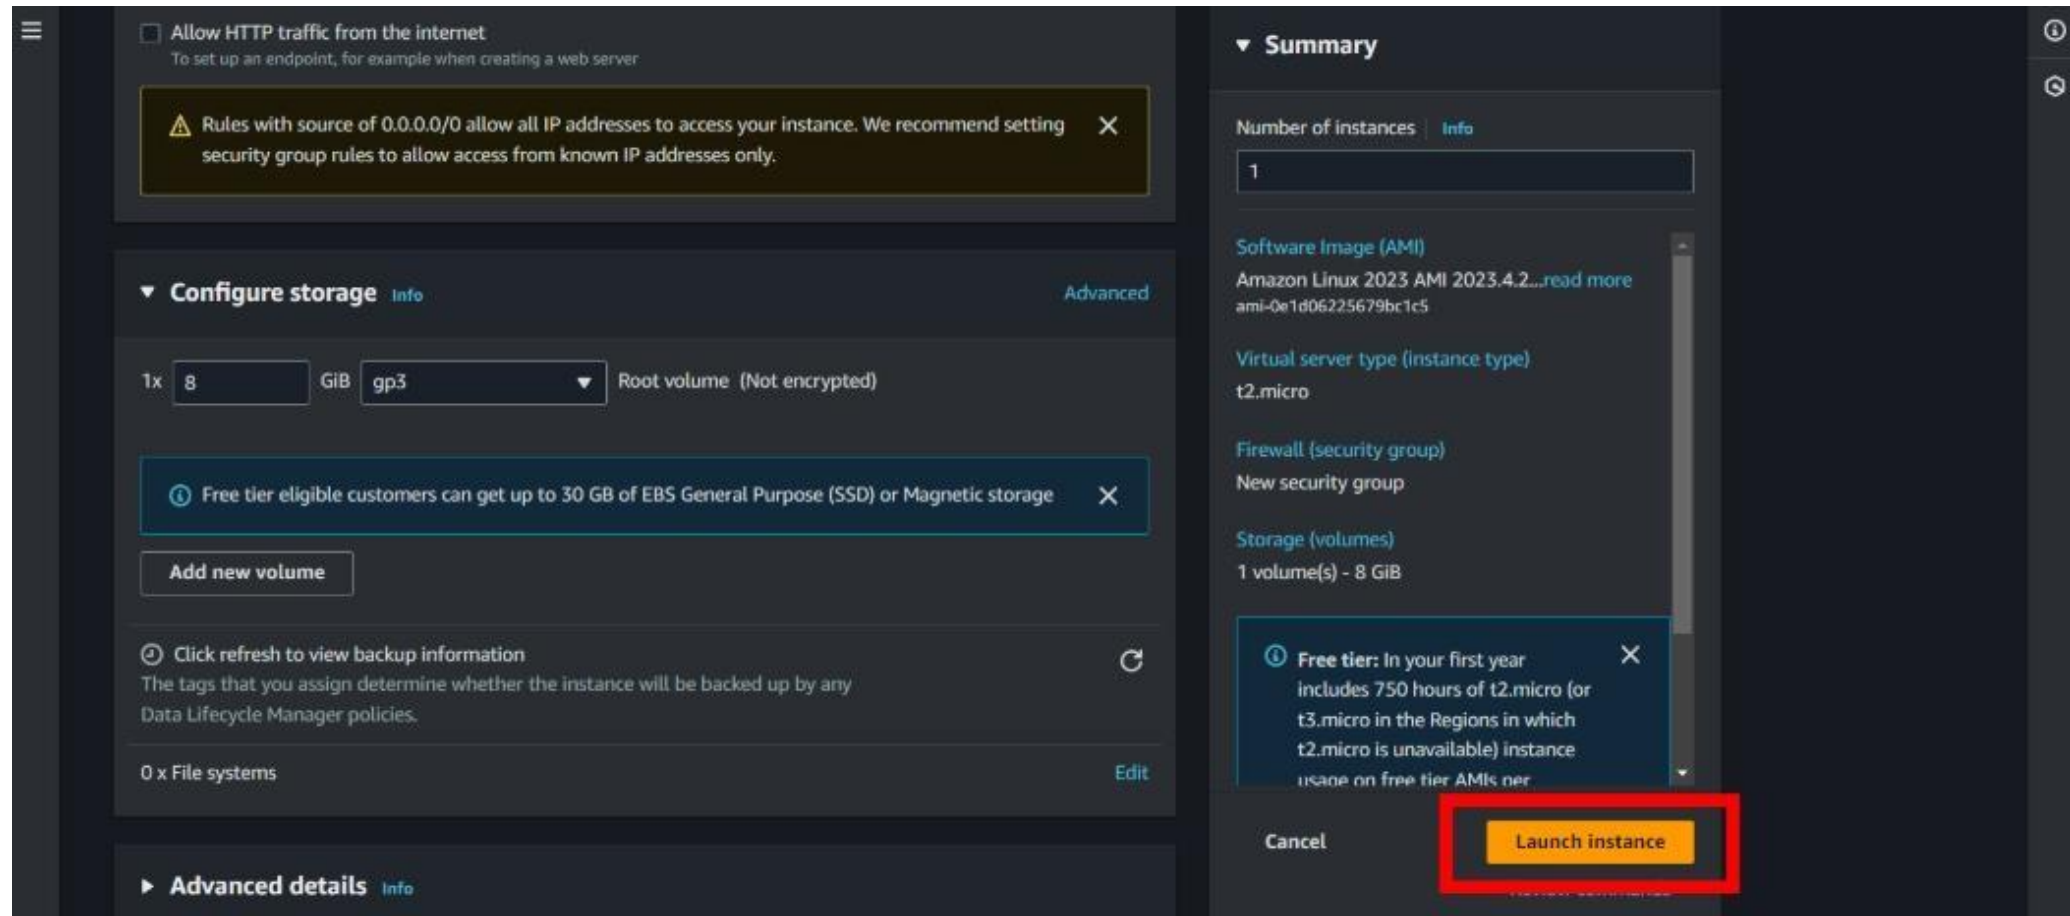 Allow HTTP traffic from the internet
To set up an endpoint, for example when creating a web server
Rules with source of 0.0.0.0/0 allow all IP addresses to access your instance. We recommend setting
security group rules to allow access from known IP addresses only.
Configure storage Info
Advanced
1x 8 GiB gp3 Root volume (Not encrypted)
Free tier eligible customers can get up to 30 GB of EBS General Purpose (SSD) or Magnetic storage
Add new volume
Click refresh to view backup information
The tags that you assign determine whether the instance will be backed up by any
Data Lifecycle Manager policies.
0 x File systems
Edit
Advanced details Info
Summary
Number of instances Info
1
Software Image (AMI)
Amazon Linux 2023 AMI 2023.4.2...read more
ami-0e1d06225679bc1c5
Virtual server type (instance type)
t2.micro
Firewall (security group)
New security group
Storage (volumes)
1 volume(s) - 8 GiB
Free tier: In your first year
includes 750 hours of t2.micro (or
t3.micro in the Regions in which
t2.micro is unavailable) instance
usage on free tier AMIs per
Cancel
Launch instance